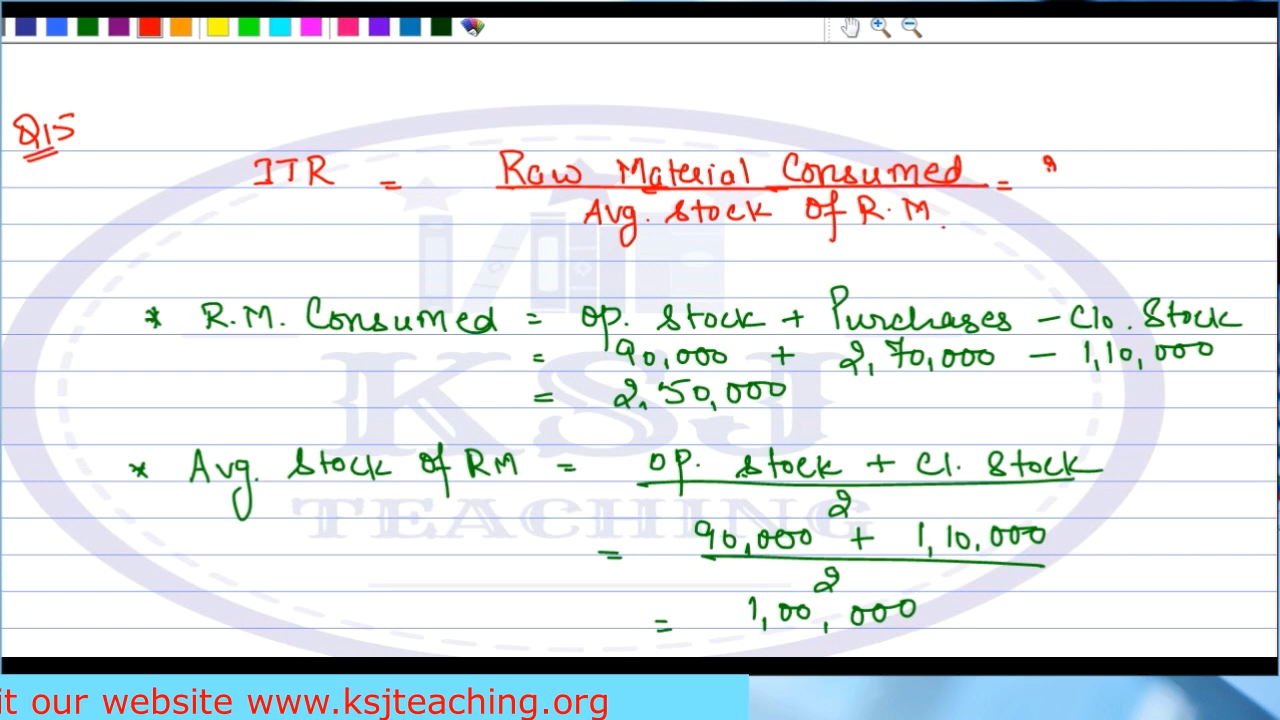 Q15
ITR = Raw Material Consumed =
Avg. Stock Of R.M.
* R.M. Consumed = Op. Stock + Purchases - Clo. Stock
= 90,000 + 2,70,000 - 1,10,000
= 2,50,000
* Avg. Stock Of RM = Op. Stock + Cl. Stock
2
= 90,000 + 1,10,000
2
= 1,00,000
KSJ
TEACHING
it our website www.ksjteaching.org